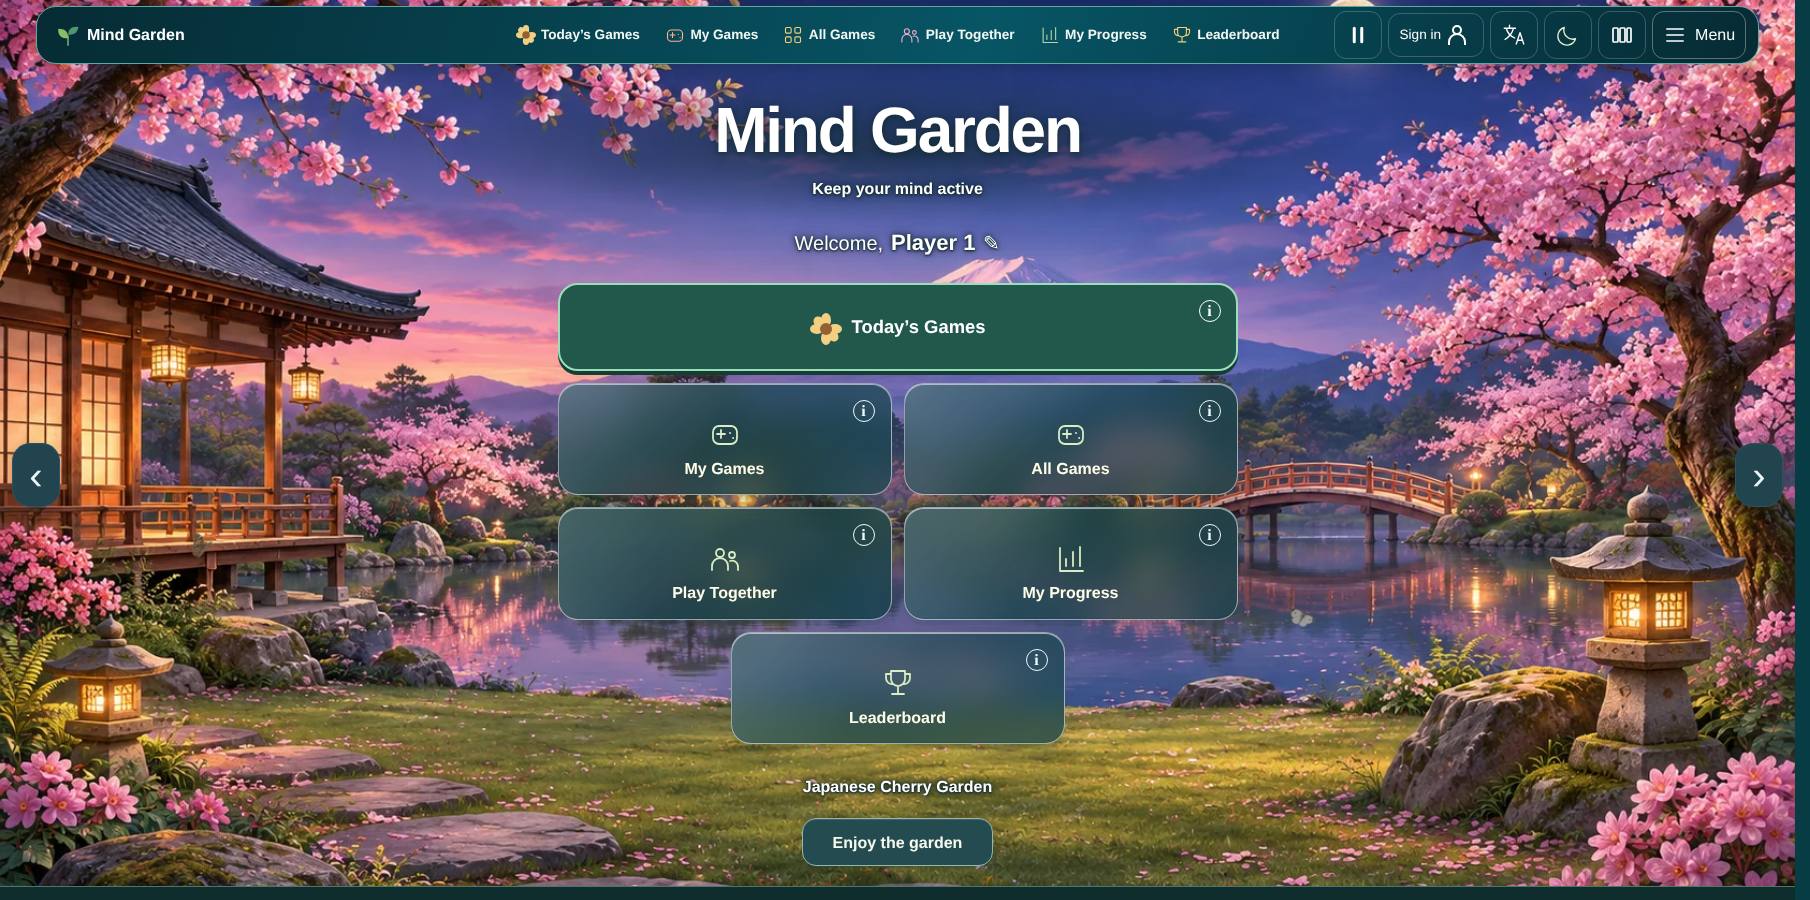 Mind Garden
Today’s Games
My Games
All Games
Play Together
My Progress
Leaderboard
Sign in
Menu
Mind Garden
Keep your mind active
Welcome, Player 1 ✎
Today’s Games
My Games
All Games
Play Together
My Progress
Leaderboard
Japanese Cherry Garden
Enjoy the garden